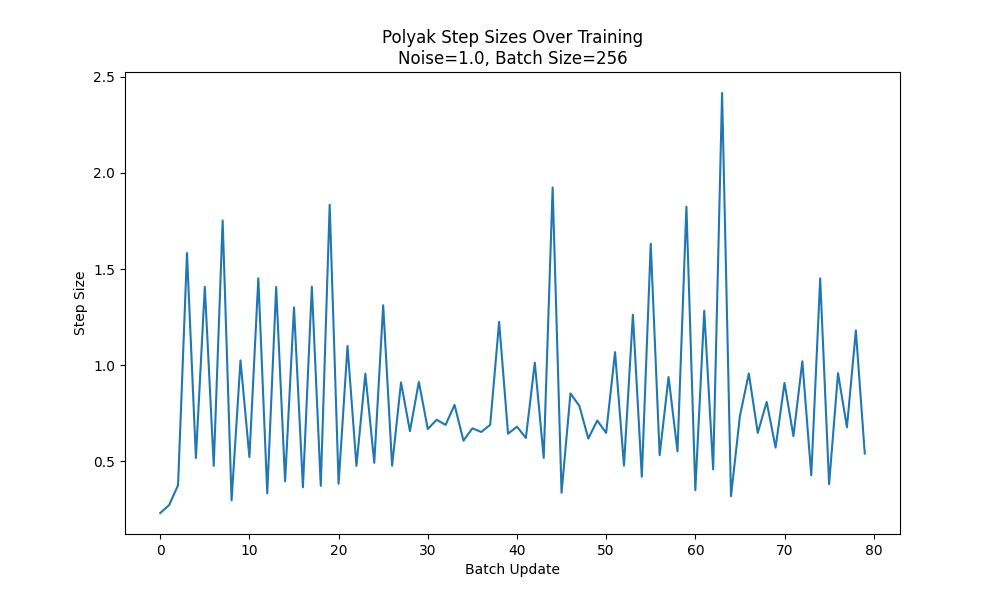 Polyak Step Sizes Over Training
Noise=1.0, Batch Size=256
2.5
2.0
1.5
1.0
0.5
Step Size
0 10 20 30 40 50 60 70 80
Batch Update